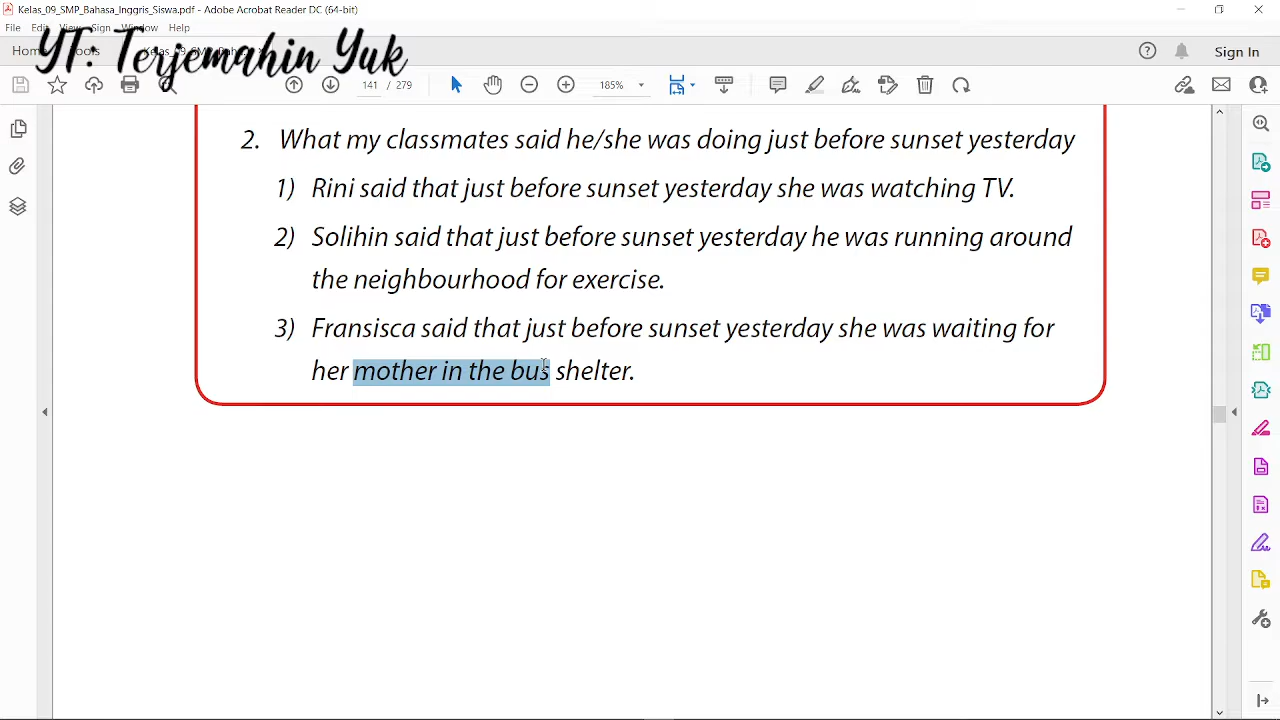 Kelas_09_SMP_Bahasa_Inggris_Siswa.pdf - Adobe Acrobat Reader DC (64-bit)
File Edit View Sign Window Help
YT: Terjemahin Yuk
Home Tools
Sign In
141 / 279
185%
2. What my classmates said he/she was doing just before sunset yesterday
1) Rini said that just before sunset yesterday she was watching TV.
2) Solihin said that just before sunset yesterday he was running around
the neighbourhood for exercise.
3) Fransisca said that just before sunset yesterday she was waiting for
her mother in the bus shelter.